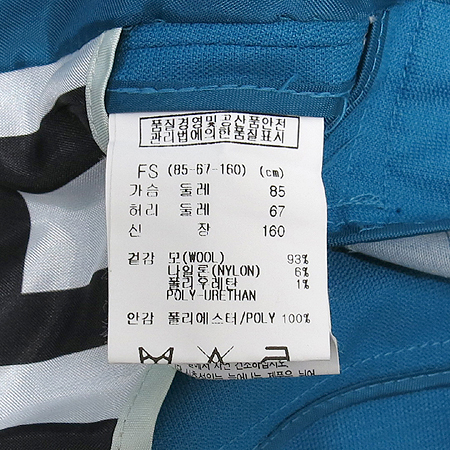 품질경영및공산품안전
관리법에의한품질표시
FS (85-67-160) (cm)
가슴 둘레 85
허리 둘레 67
신 장 160
겉감 모(WOOL) 93%
나일론(NYLON) 6%
폴리우레탄 1%
POLY-URETHAN
안감 폴리에스터/POLY 100%